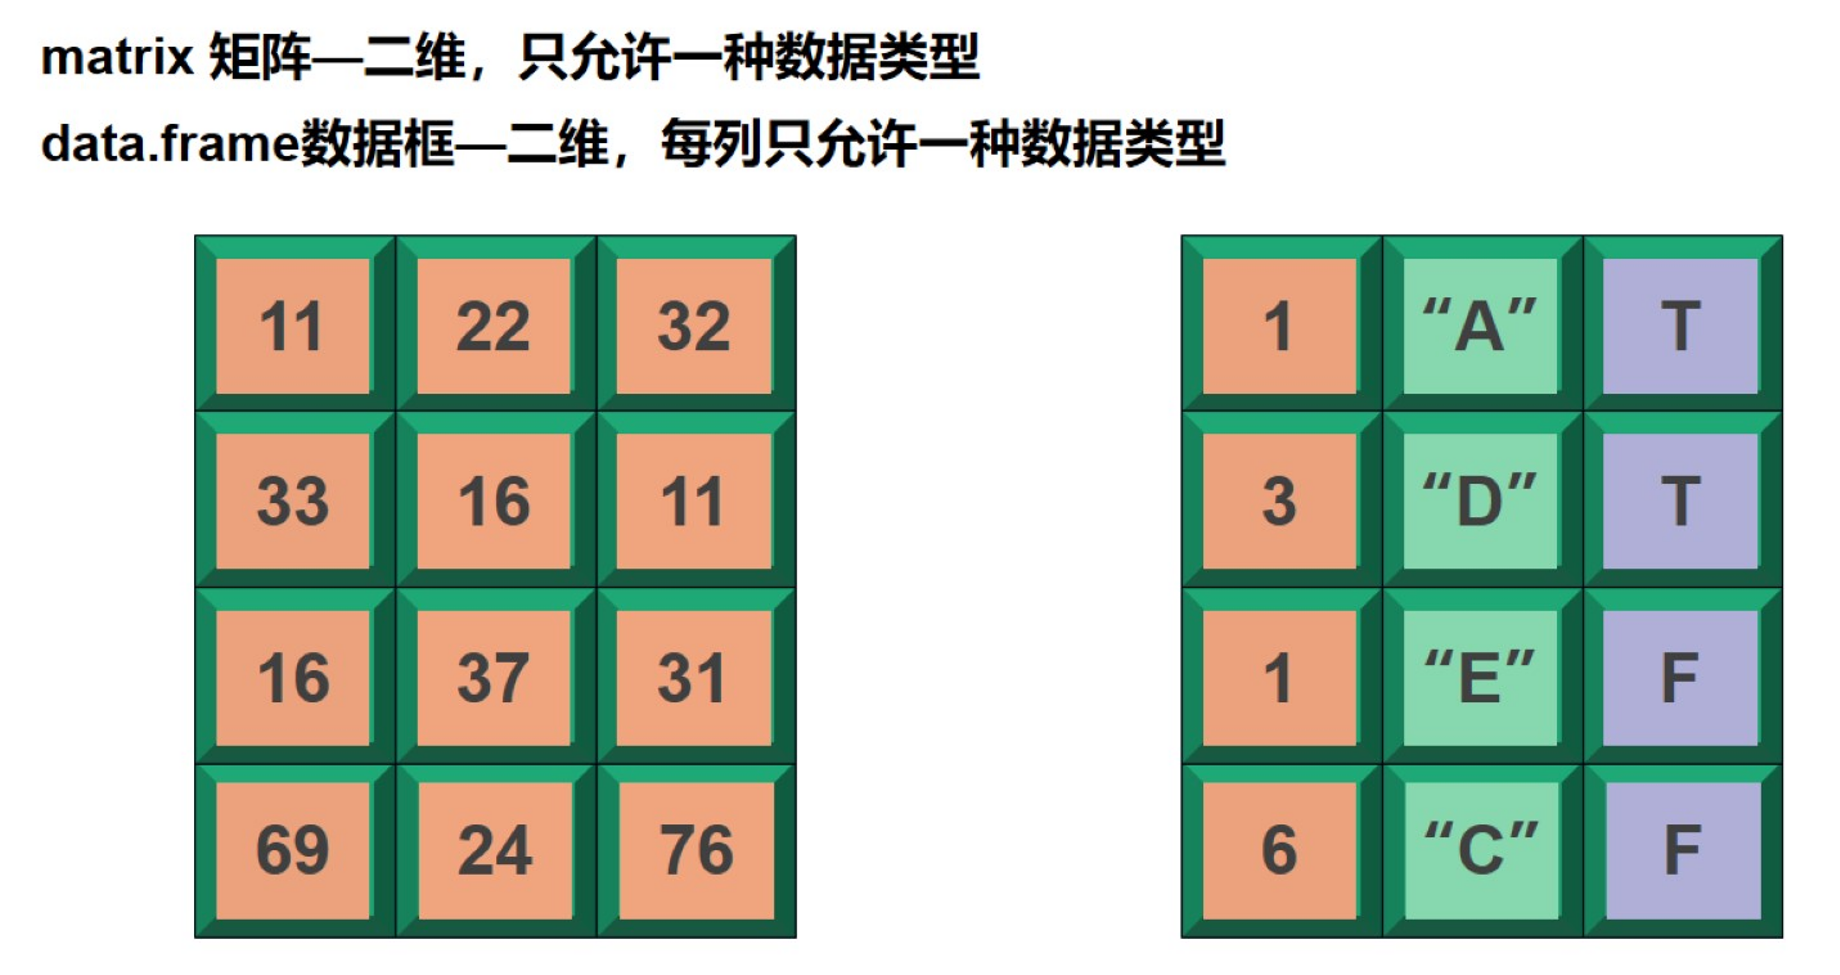 matrix 矩阵—二维，只允许一种数据类型
data.frame数据框—二维，每列只允许一种数据类型
11 22 32
33 16 11
16 37 31
69 24 76
1 “A” T
3 “D” T
1 “E” F
6 “C” F